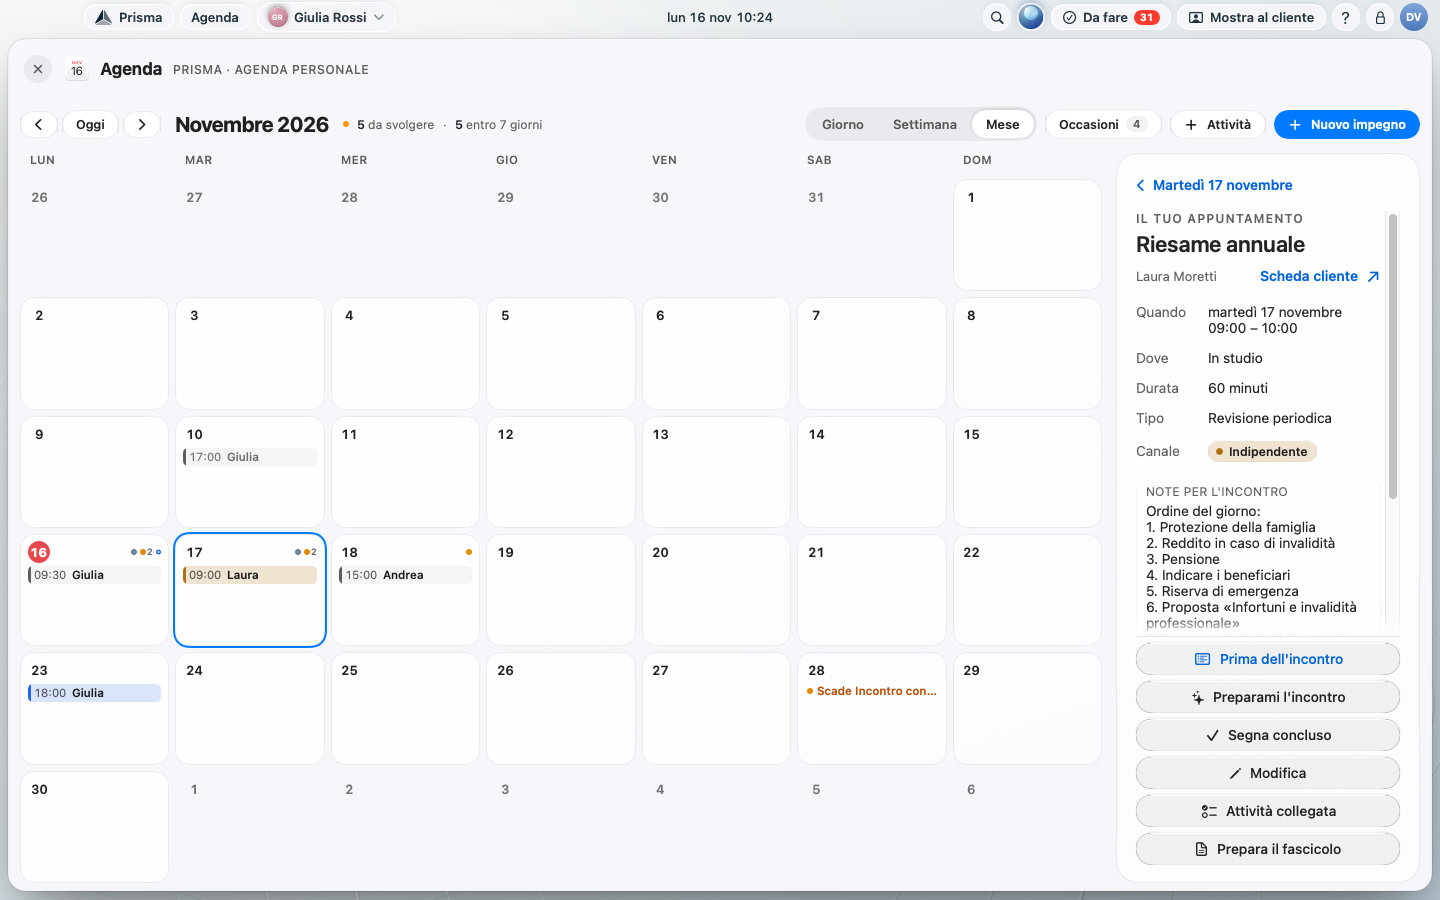 Prisma
Agenda
GR Giulia Rossi
lun 16 nov 10:24
Da fare 31
Mostra al cliente
?
DV
NOV
16
Agenda PRISMA · AGENDA PERSONALE
Oggi
Novembre 2026
5 da svolgere · 5 entro 7 giorni
Giorno Settimana Mese
Occasioni 4
Attività
Nuovo impegno
LUN MAR MER GIO VEN SAB DOM
26 27 28 29 30 31 1
2 3 4 5 6 7 8
9 10 11 12 13 14 15
17:00 Giulia
16 2 17 2 18 19 20 21 22
09:30 Giulia 09:00 Laura 15:00 Andrea
23 24 25 26 27 28 29
18:00 Giulia Scade Incontro con...
30 1 2 3 4 5 6
Martedì 17 novembre
IL TUO APPUNTAMENTO
Riesame annuale
Laura Moretti Scheda cliente
Quando martedì 17 novembre
09:00 – 10:00
Dove In studio
Durata 60 minuti
Tipo Revisione periodica
Canale Indipendente
NOTE PER L'INCONTRO
Ordine del giorno:
1. Protezione della famiglia
2. Reddito in caso di invalidità
3. Pensione
4. Indicare i beneficiari
5. Riserva di emergenza
6. Proposta «Infortuni e invalidità
professionale»
Prima dell'incontro
Preparami l'incontro
Segna concluso
Modifica
Attività collegata
Prepara il fascicolo